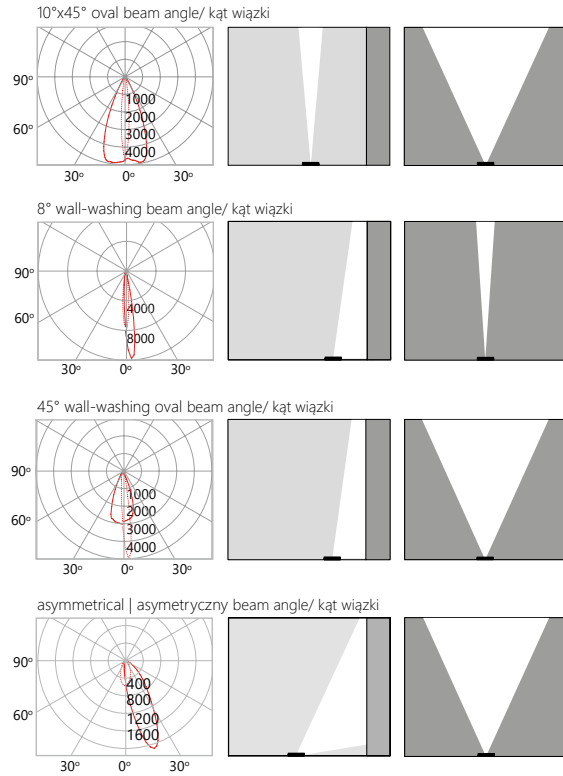 10°x45° oval beam angle/ kąt wiązki
90°
60°
1000
2000
3000
4000
30° 0° 30°
8° wall-washing beam angle/ kąt wiązki
90°
60°
4000
8000
30° 0° 30°
45° wall-washing oval beam angle/ kąt wiązki
90°
60°
1000
2000
3000
4000
30° 0° 30°
asymmetrical | asymetryczny beam angle/ kąt wiązki
90°
60°
400
800
1200
1600
30° 0° 30°